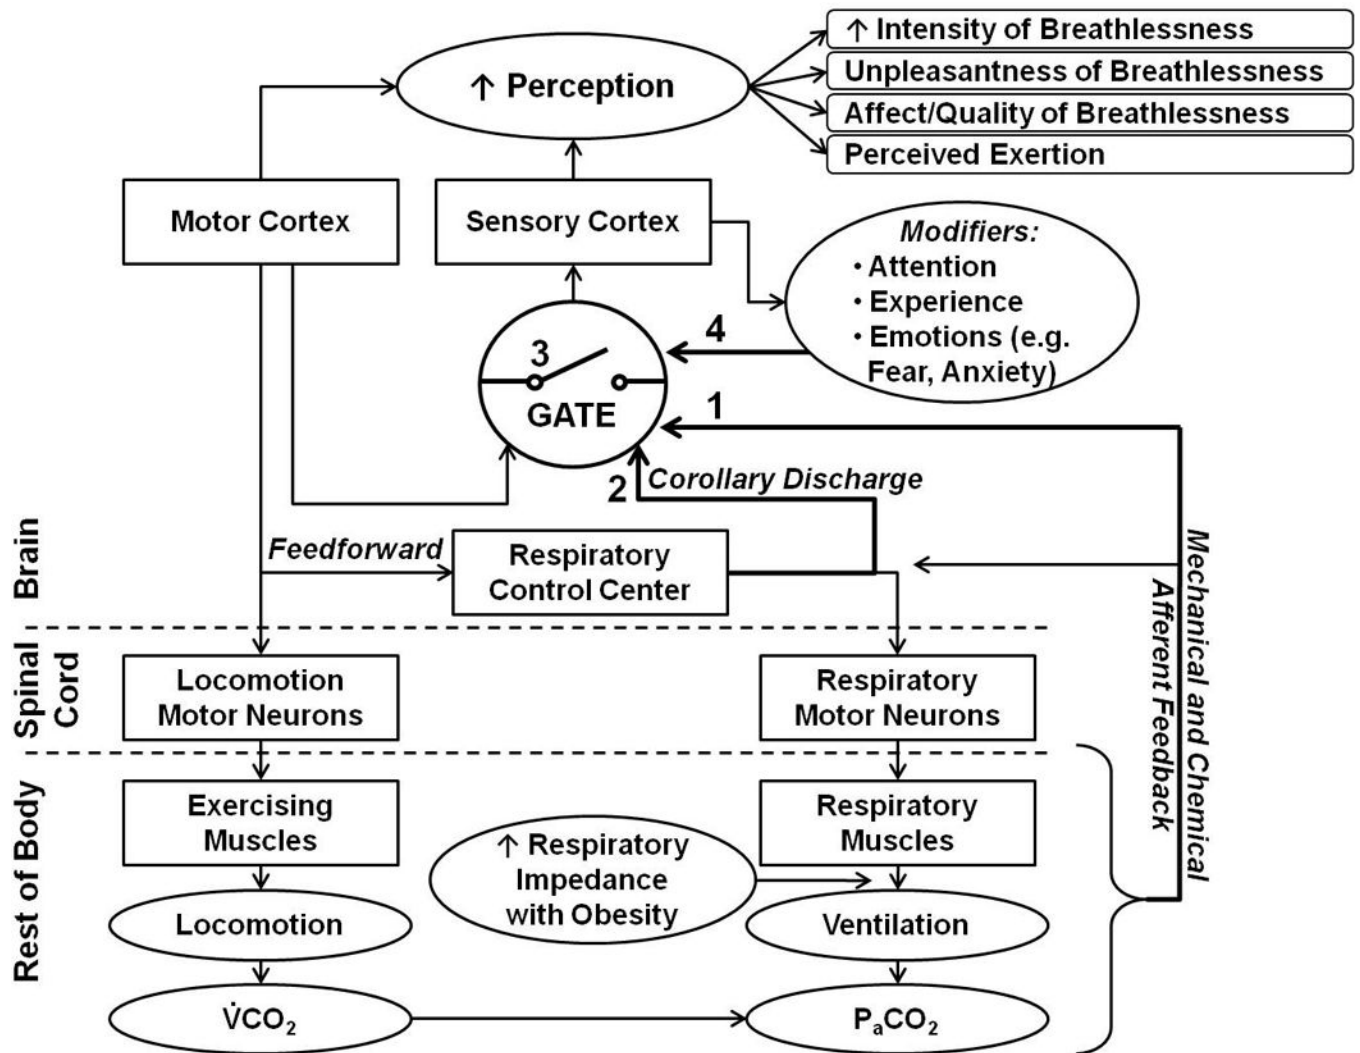 ↑ Intensity of Breathlessness
Unpleasantness of Breathlessness
Affect/Quality of Breathlessness
Perceived Exertion
↑ Perception
Motor Cortex
Sensory Cortex
Modifiers:
• Attention
• Experience
• Emotions (e.g.
Fear, Anxiety)
4
3
GATE
1
2
Corollary Discharge
Feedforward
Respiratory
Control Center
Mechanical and Chemical
Afferent Feedback
Brain
Spinal
Cord
Locomotion
Motor Neurons
Respiratory
Motor Neurons
Rest of Body
Exercising
Muscles
Respiratory
Muscles
↑ Respiratory
Impedance
with Obesity
Locomotion
Ventilation
V̇CO₂
PₐCO₂